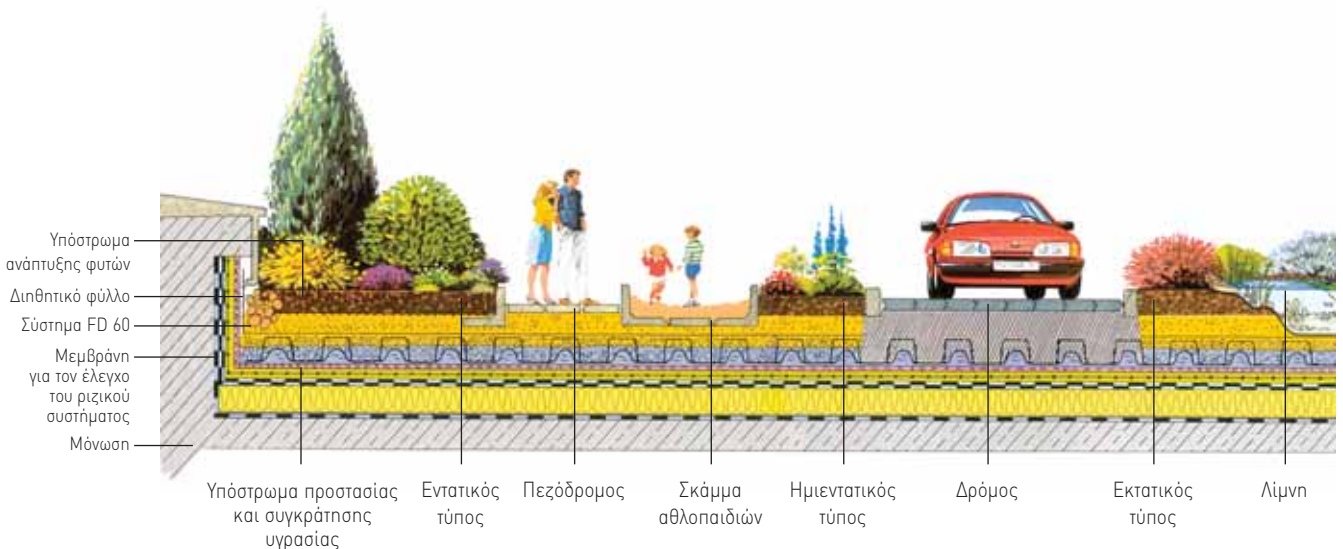 Υπόστρωμα
ανάπτυξης φυτών
Διηθητικό φύλλο
Σύστημα FD 60
Μεμβράνη
για τον έλεγχο
του ριζικού
συστήματος
Μόνωση
Υπόστρωμα προστασίας
και συγκράτησης
υγρασίας
Εντατικός
τύπος
Πεζόδρομος
Σκάμμα
αθλοπαιδιών
Ημιεντατικός
τύπος
Δρόμος
Εκτατικός
τύπος
Λίμνη